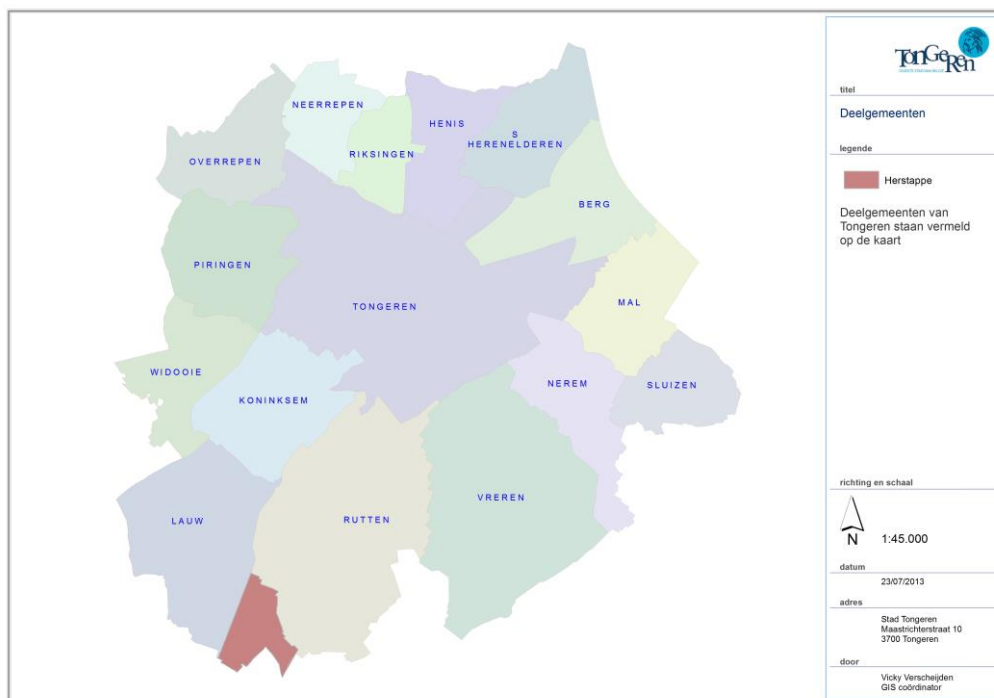 NEERREPEN
HENIS
S
HERENELDEREN
RIKSINGEN
OVERREPEN
BERG
PIRINGEN
TONGEREN
MAL
WIDOOIE
NEREM
SLUIZEN
KONINKSEM
VREREN
LAUW
RUTTEN
TONGEREN
titel
Deelgemeenten
legende
Herstappe
Deelgemeenten van
Tongeren staan vermeld
op de kaart
richting en schaal
N
1:45.000
datum
23/07/2013
adres
Stad Tongeren
Maastrichterstraat 10
3700 Tongeren
door
Vicky Verscheijden
GIS coördinator